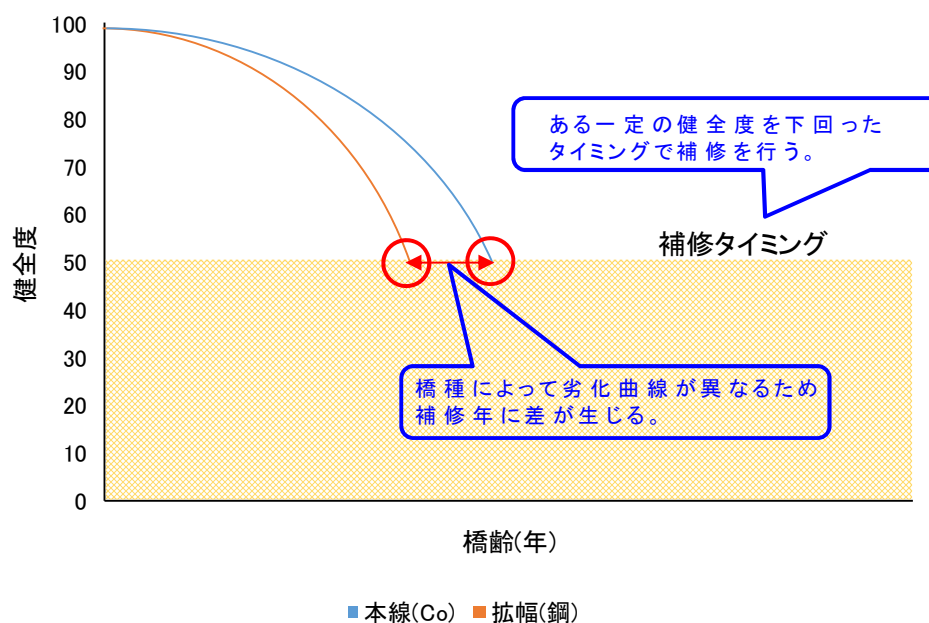 100
90
80
70
60
50
40
30
20
10
0
健全度
ある一定の健全度を下回った
タイミングで補修を行う。
補修タイミング
橋種によって劣化曲線が異なるため
補修年に差が生じる。
橋齢(年)
本線(Co) 拡幅(鋼)